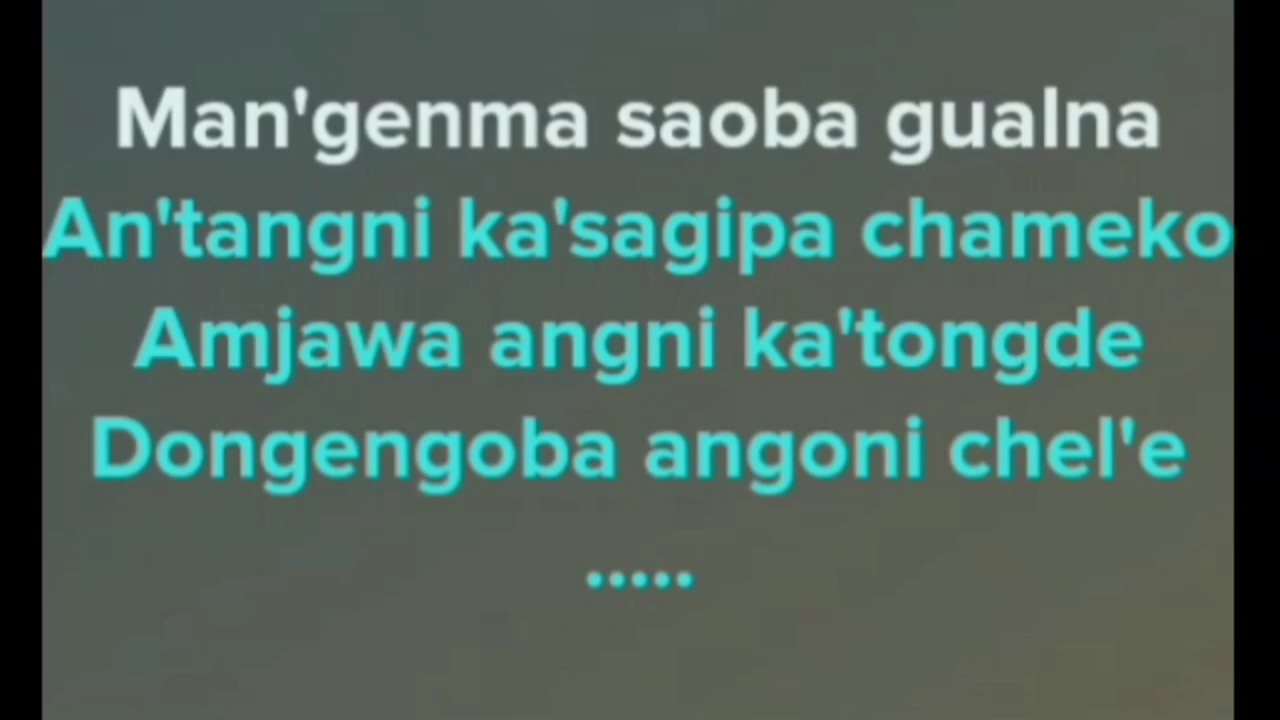 Man'genma saoba gualna
An'tangni ka'sagipa chameko
Amjawa angni ka'tongde
Dongengoba angoni chel'e
.....